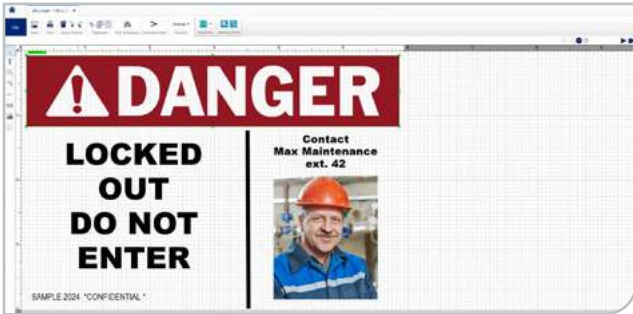 DANGER
LOCKED
OUT
DO NOT
ENTER
Contact
Max Maintenance
ext. 42
SAMPLE 2024 *CONFIDENTIAL *